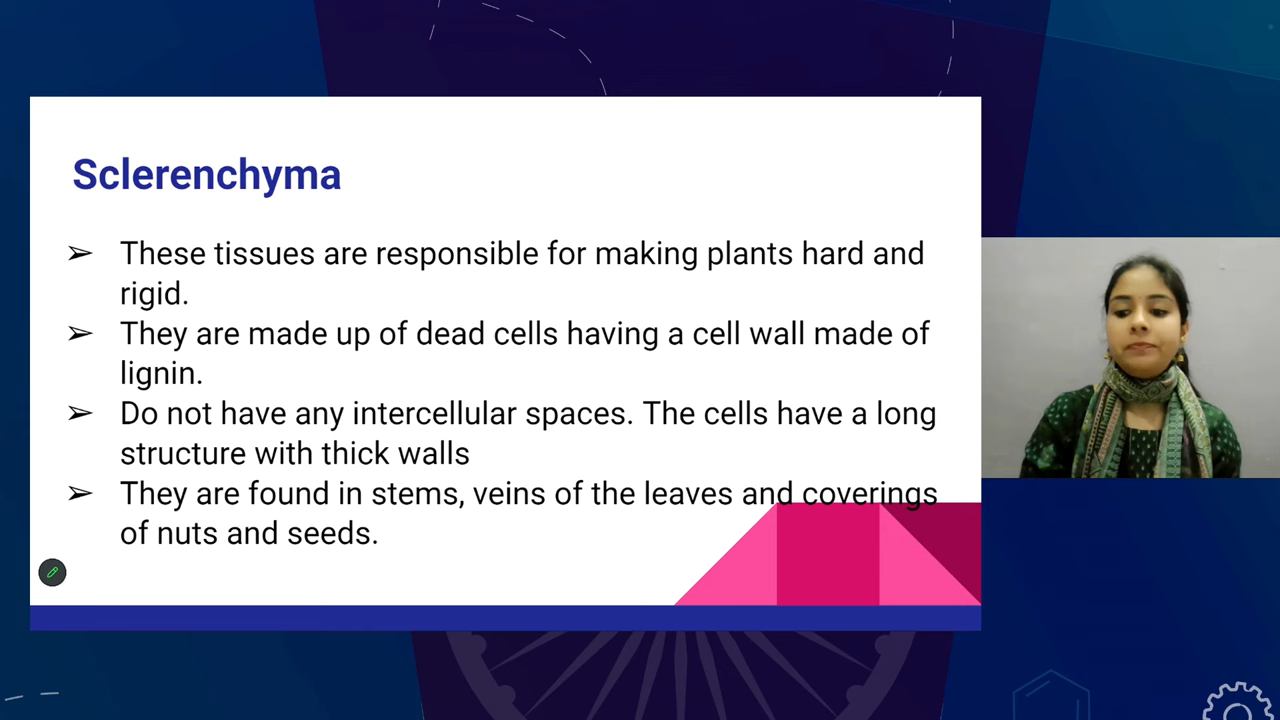 Sclerenchyma
➢ These tissues are responsible for making plants hard and
rigid.
➢ They are made up of dead cells having a cell wall made of
lignin.
➢ Do not have any intercellular spaces. The cells have a long
structure with thick walls
➢ They are found in stems, veins of the leaves and coverings
of nuts and seeds.